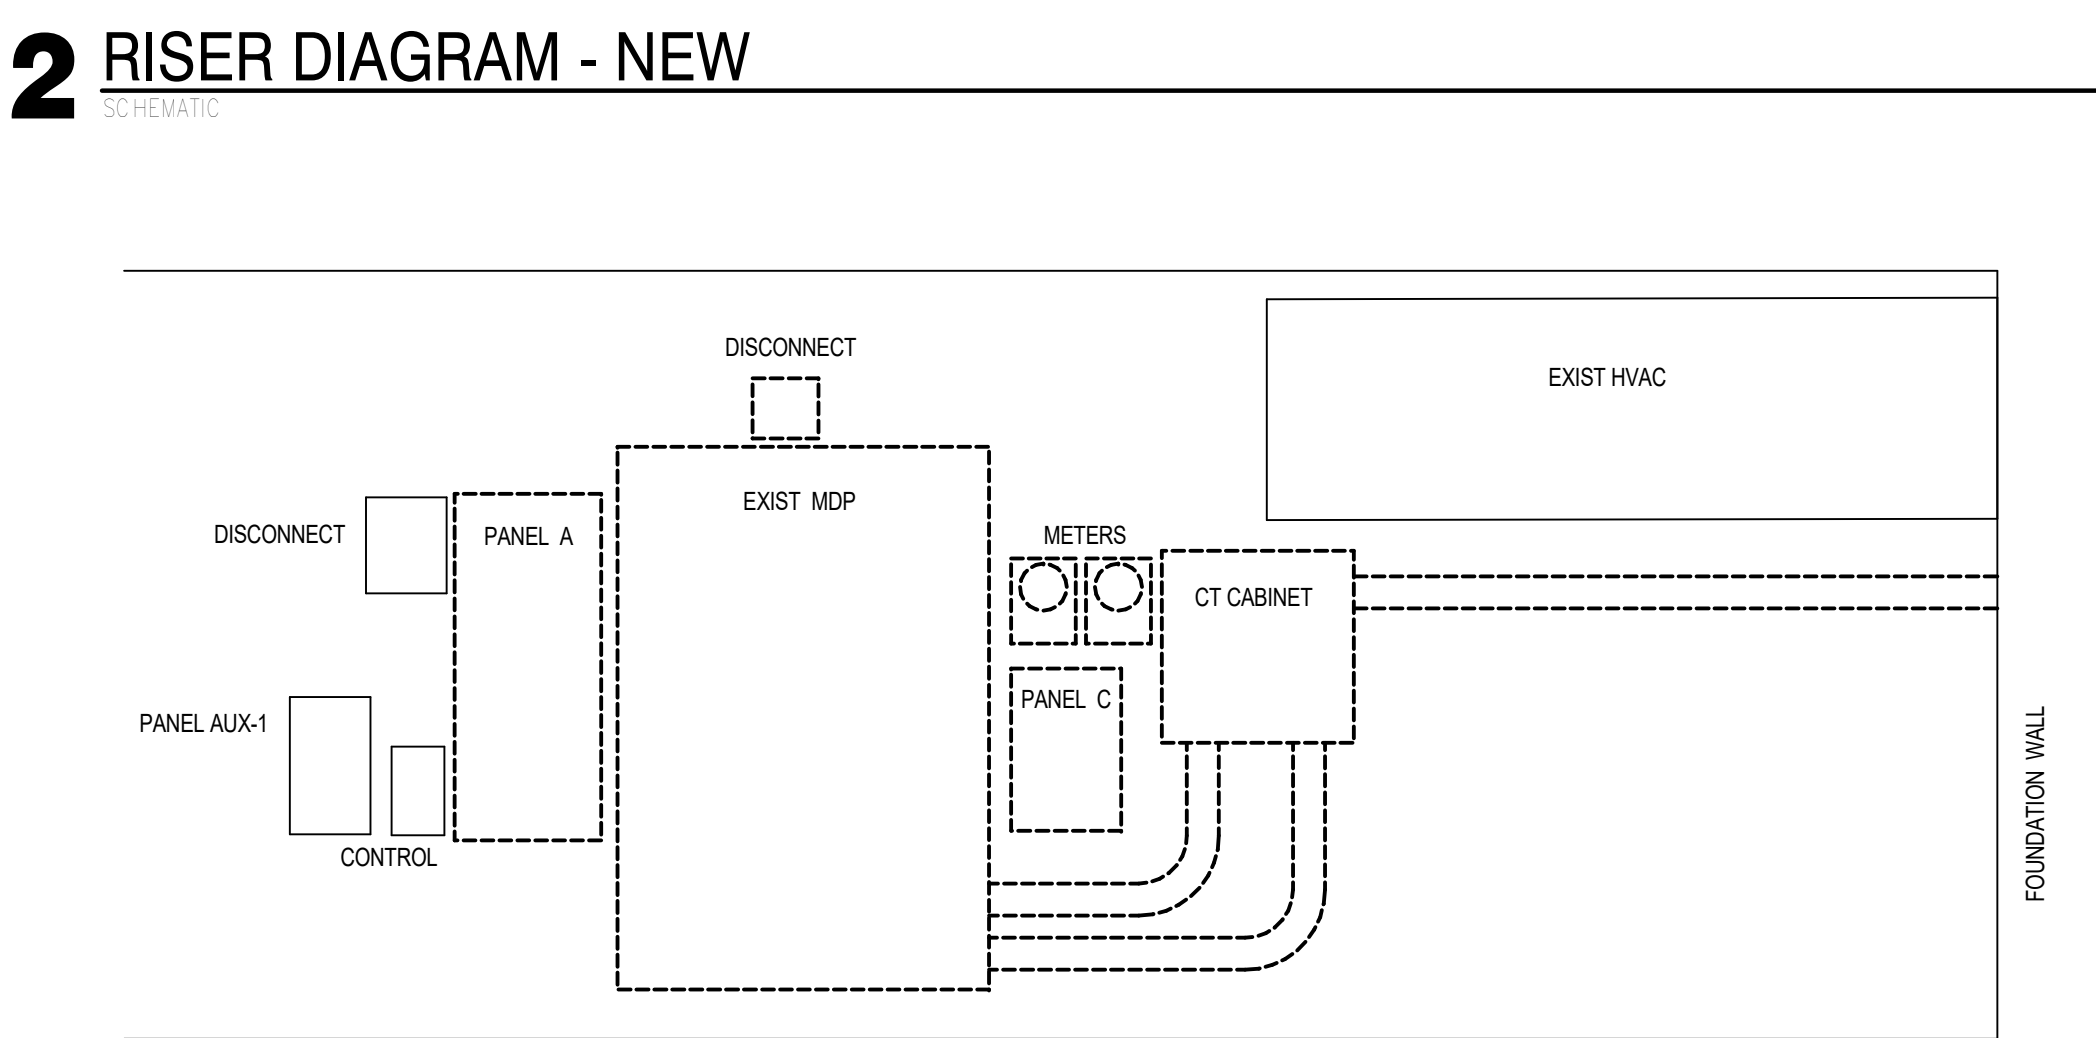 2 RISER DIAGRAM - NEW
SCHEMATIC
DISCONNECT
EXIST HVAC
EXIST MDP
DISCONNECT
PANEL A
METERS
CT CABINET
PANEL C
PANEL AUX-1
CONTROL
FOUNDATION WALL